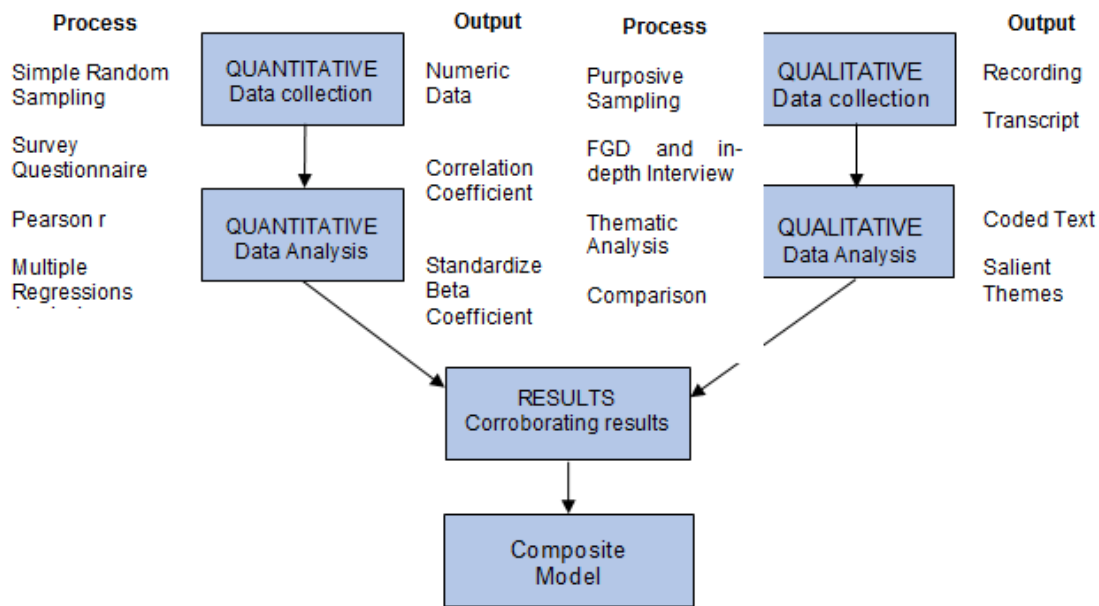 Process
Simple Random
Sampling
Survey
Questionnaire
Pearson r
Multiple
Regressions
QUANTITATIVE
Data collection
QUANTITATIVE
Data Analysis
Output
Numeric
Data
Correlation
Coefficient
Standardize
Beta
Coefficient
Process
Purposive
Sampling
FGD and in-
depth Interview
Thematic
Analysis
Comparison
QUALITATIVE
Data collection
QUALITATIVE
Data Analysis
Output
Recording
Transcript
Coded Text
Salient
Themes
RESULTS
Corroborating results
Composite
Model